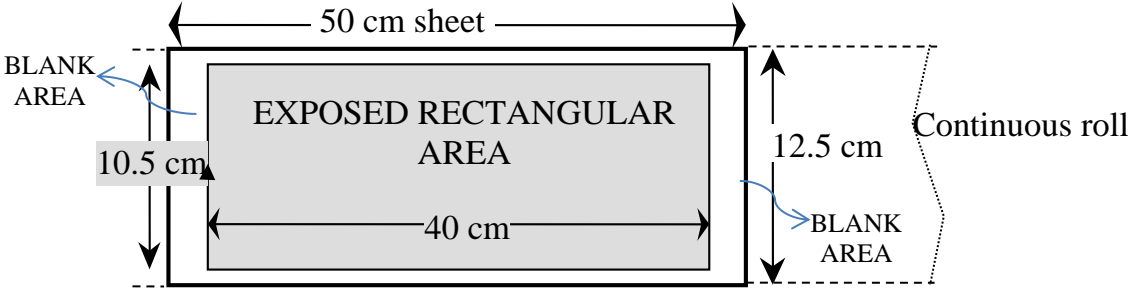 50 cm sheet
BLANK
AREA
EXPOSED RECTANGULAR
AREA
10.5 cm
12.5 cm
Continuous roll
40 cm
BLANK
AREA